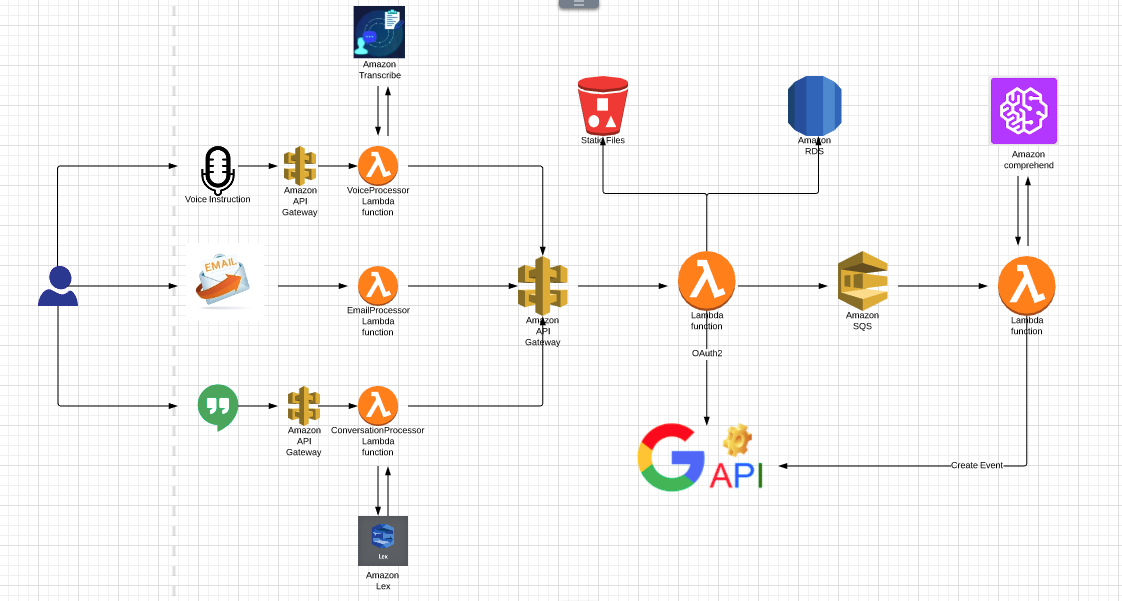 Amazon
Transcribe
Static Files
Amazon
RDS
Amazon
comprehend
Voice Instruction
Amazon
API
Gateway
VoiceProcessor
Lambda
function
EMAIL
EmailProcessor
Lambda
function
Amazon
API
Gateway
Lambda
function
OAuth2
Amazon
SQS
Lambda
function
Amazon
API
Gateway
ConversationProcessor
Lambda
function
API
Create Event
Lex
Amazon
Lex